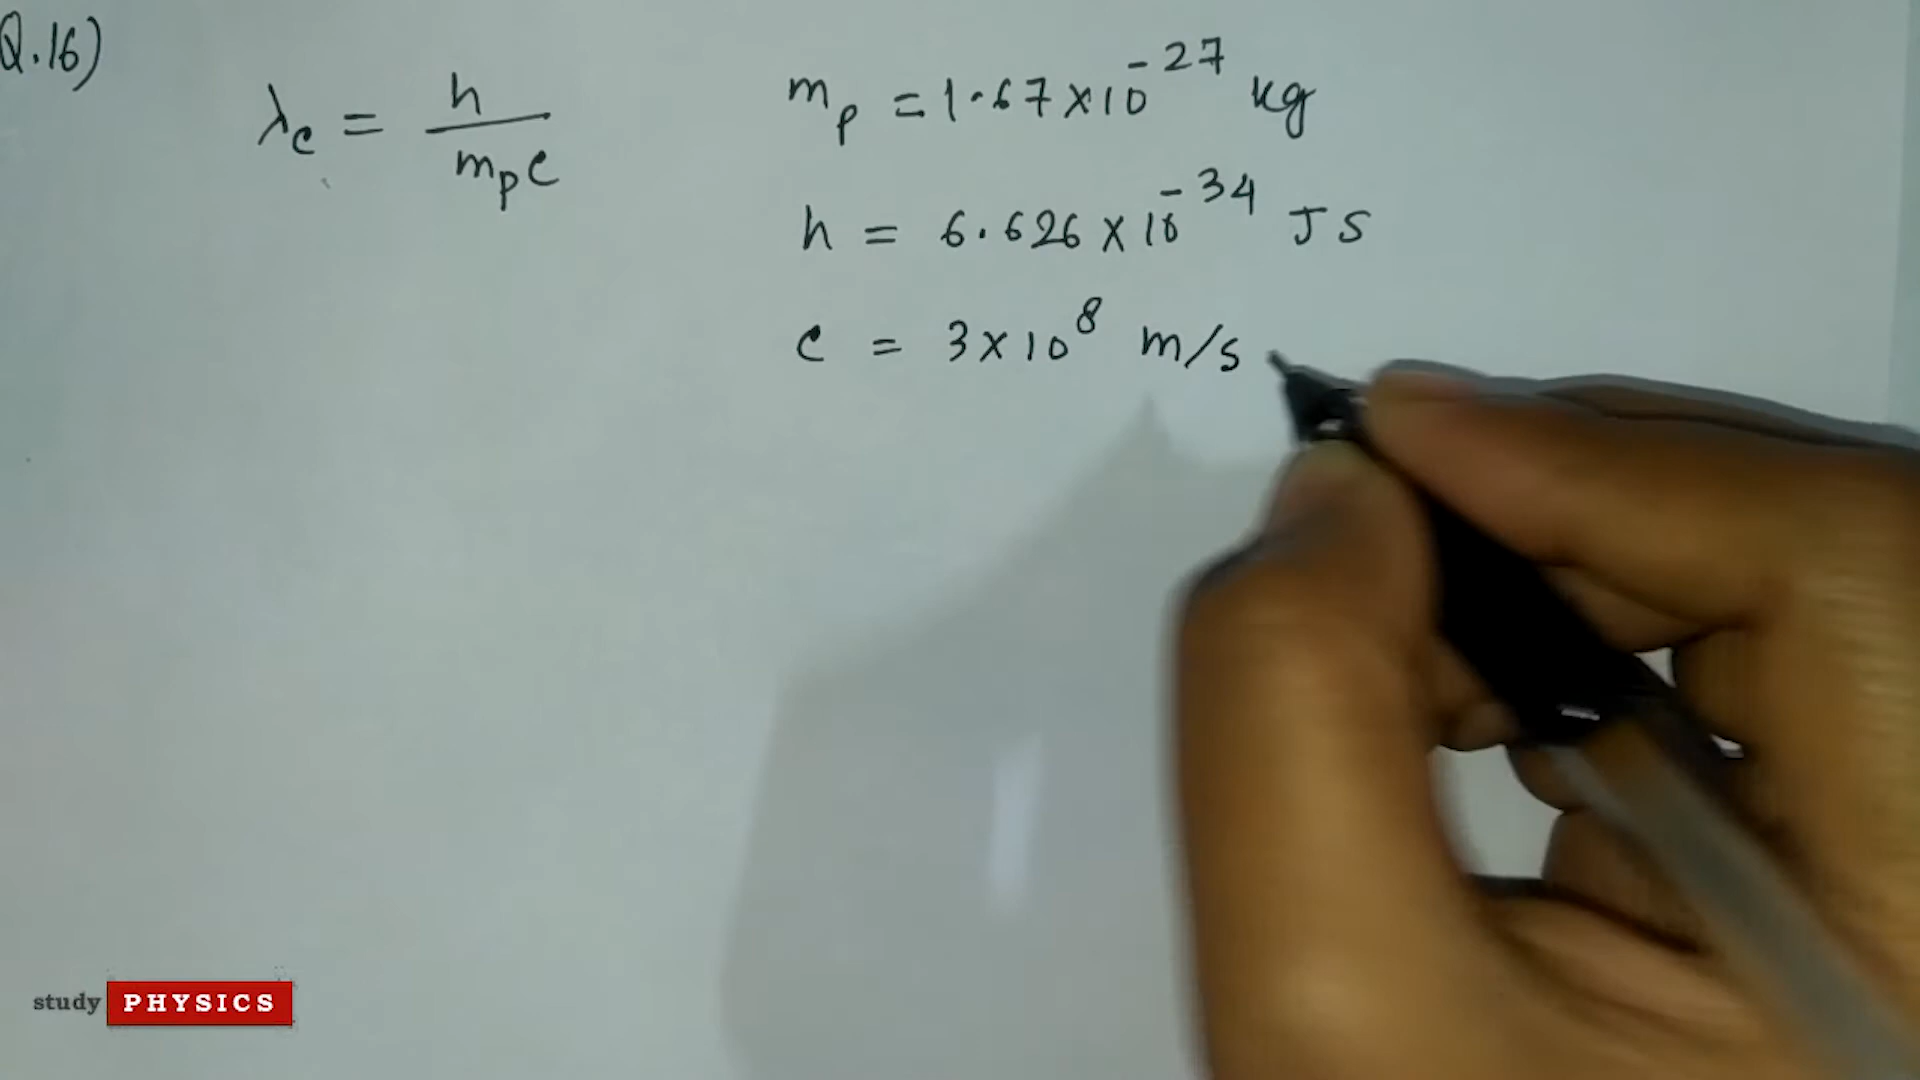 Q.16)
λc = h / mpc
mp = 1.67×10^-27 kg
h = 6.626×10^-34 JS
c = 3×10^8 m/s
study PHYSICS